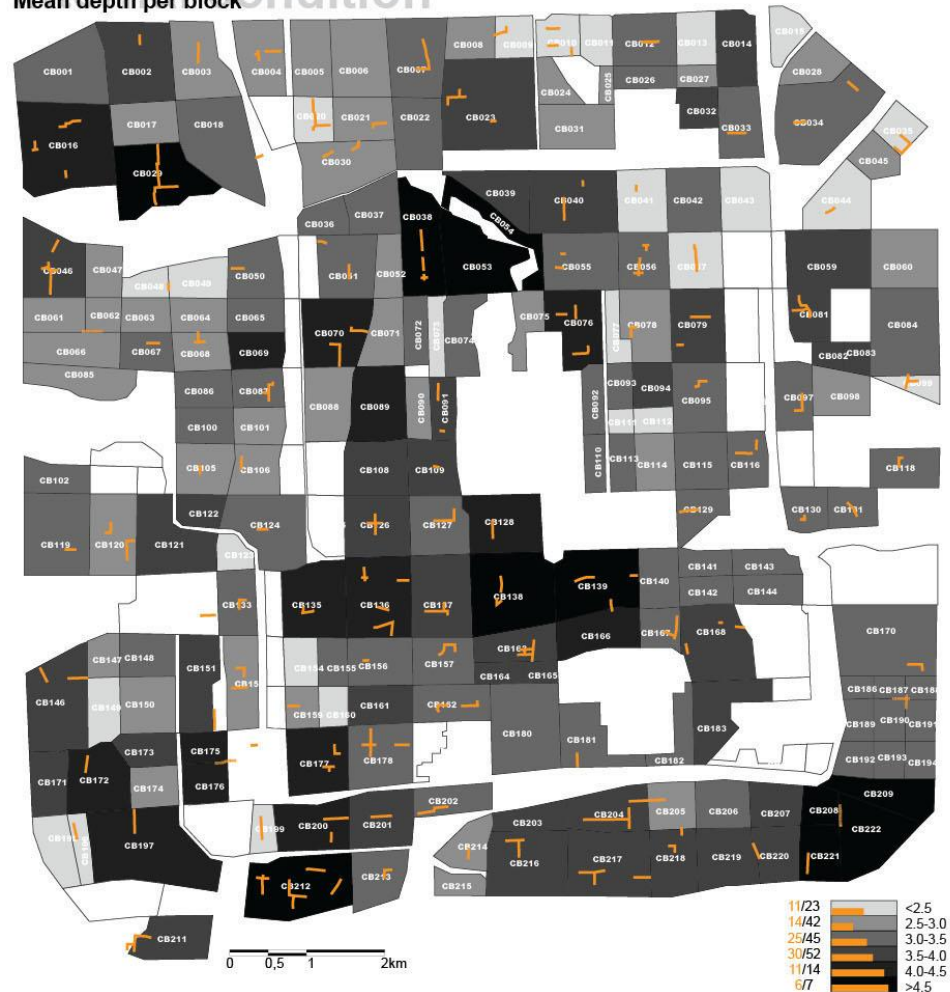 Mean depth per block
ondition
CB001 CB002 CB003 CB004 CB005 CB006 CB007 CB008 CB009 CB010 CB011 CB012 CB013 CB014 CB015
CB016 CB017 CB018 CB020 CB021 CB022 CB023 CB024 CB025 CB026 CB027 CB028
CB029 CB030 CB031 CB032 CB033 CB034 CB035
CB036 CB037 CB038 CB039 CB040 CB041 CB042 CB043 CB044 CB045
CB046 CB047 CB048 CB049 CB050 CB051 CB052 CB053 CB054 CB055 CB056 CB059 CB060
CB061 CB062 CB063 CB064 CB065 CB066 CB067 CB068 CB069 CB070 CB071 CB072 CB073 CB074 CB075 CB076 CB077 CB078 CB079 CB081 CB082 CB083 CB084
CB085 CB086 CB087 CB088 CB089 CB090 CB091 CB092 CB093 CB094 CB095 CB097 CB098
CB100 CB101 CB102 CB105 CB106 CB108 CB109 CB110 CB111 CB112 CB113 CB114 CB115 CB116 CB118
CB119 CB120 CB121 CB122 CB123 CB124 CB126 CB127 CB128 CB129 CB130 CB131
CB133 CB135 CB136 CB137 CB138 CB139 CB140 CB141 CB142 CB143 CB144
CB146 CB147 CB148 CB149 CB150 CB151 CB154 CB155 CB156 CB157 CB159 CB160 CB161 CB162 CB163 CB164 CB165 CB166 CB167 CB168 CB170
CB171 CB172 CB173 CB174 CB175 CB176 CB177 CB178 CB180 CB181 CB182 CB183 CB186 CB187 CB188 CB189 CB190 CB191 CB192 CB193 CB194
CB197 CB199 CB200 CB201 CB202 CB203 CB204 CB205 CB206 CB207 CB208 CB209
CB211 CB212 CB213 CB214 CB215 CB216 CB217 CB218 CB219 CB220 CB221 CB222
0 0,5 1 2km
11/23 <2.5
14/42 2.5-3.0
25/45 3.0-3.5
30/52 3.5-4.0
11/14 4.0-4.5
6/7 >4.5